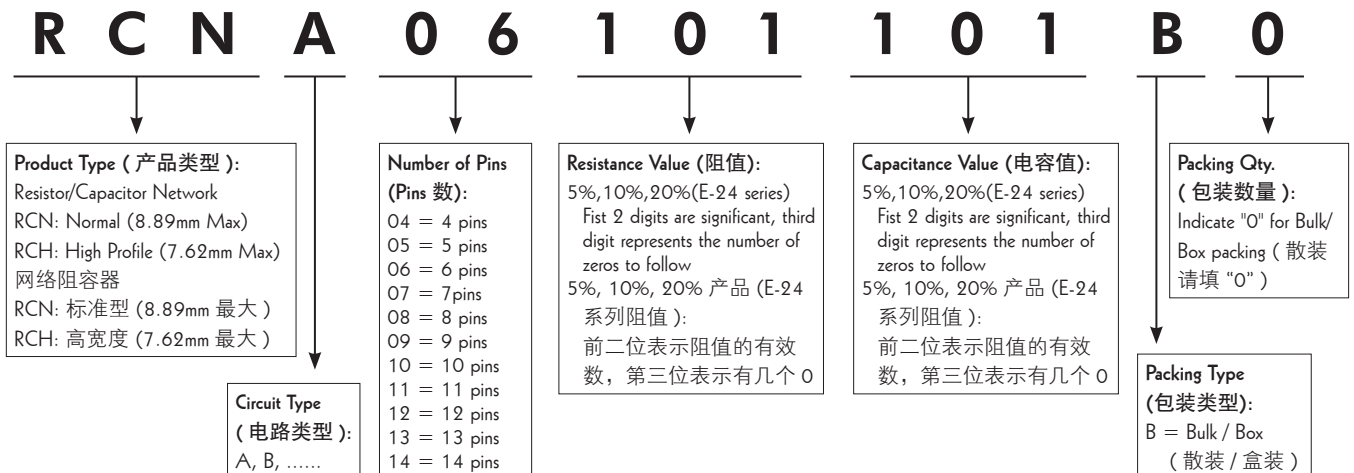 R C N A 0 6 1 0 1 1 0 1 B 0
Product Type ( 产品类型 ):
Resistor/Capacitor Network
RCN: Normal (8.89mm Max)
RCH: High Profile (7.62mm Max)
网络阻容器
RCN: 标准型 (8.89mm 最大 )
RCH: 高宽度 (7.62mm 最大 )
Circuit Type
( 电路类型 ):
A, B, ......
Number of Pins
(Pins 数):
04 = 4 pins
05 = 5 pins
06 = 6 pins
07 = 7pins
08 = 8 pins
09 = 9 pins
10 = 10 pins
11 = 11 pins
12 = 12 pins
13 = 13 pins
14 = 14 pins
Resistance Value (阻值):
5%,10%,20%(E-24 series)
Fist 2 digits are significant, third
digit represents the number of
zeros to follow
5%, 10%, 20% 产品 (E-24
系列阻值 ):
前二位表示阻值的有效
数，第三位表示有几个 0
Capacitance Value (电容值):
5%,10%,20%(E-24 series)
Fist 2 digits are significant, third
digit represents the number of
zeros to follow
5%, 10%, 20% 产品 (E-24
系列阻值 ):
前二位表示阻值的有效
数，第三位表示有几个 0
Packing Qty.
( 包装数量 ):
Indicate "0" for Bulk/
Box packing ( 散装
请填 “0” )
Packing Type
(包装类型):
B = Bulk / Box
( 散装 / 盒装 )